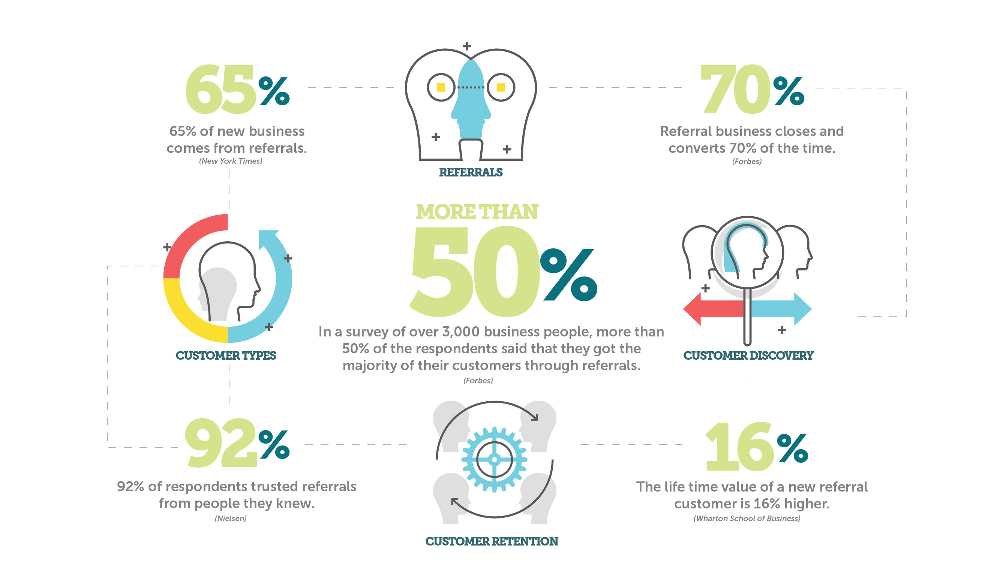 65%
65% of new business
comes from referrals.
(New York Times)
REFERRALS
70%
Referral business closes and
converts 70% of the time.
(Forbes)
CUSTOMER TYPES
MORE THAN
50%
In a survey of over 3,000 business people, more than
50% of the respondents said that they got the
majority of their customers through referrals.
(Forbes)
CUSTOMER DISCOVERY
92%
92% of respondents trusted referrals
from people they knew.
(Nielsen)
CUSTOMER RETENTION
16%
The life time value of a new referral
customer is 16% higher.
(Wharton School of Business)